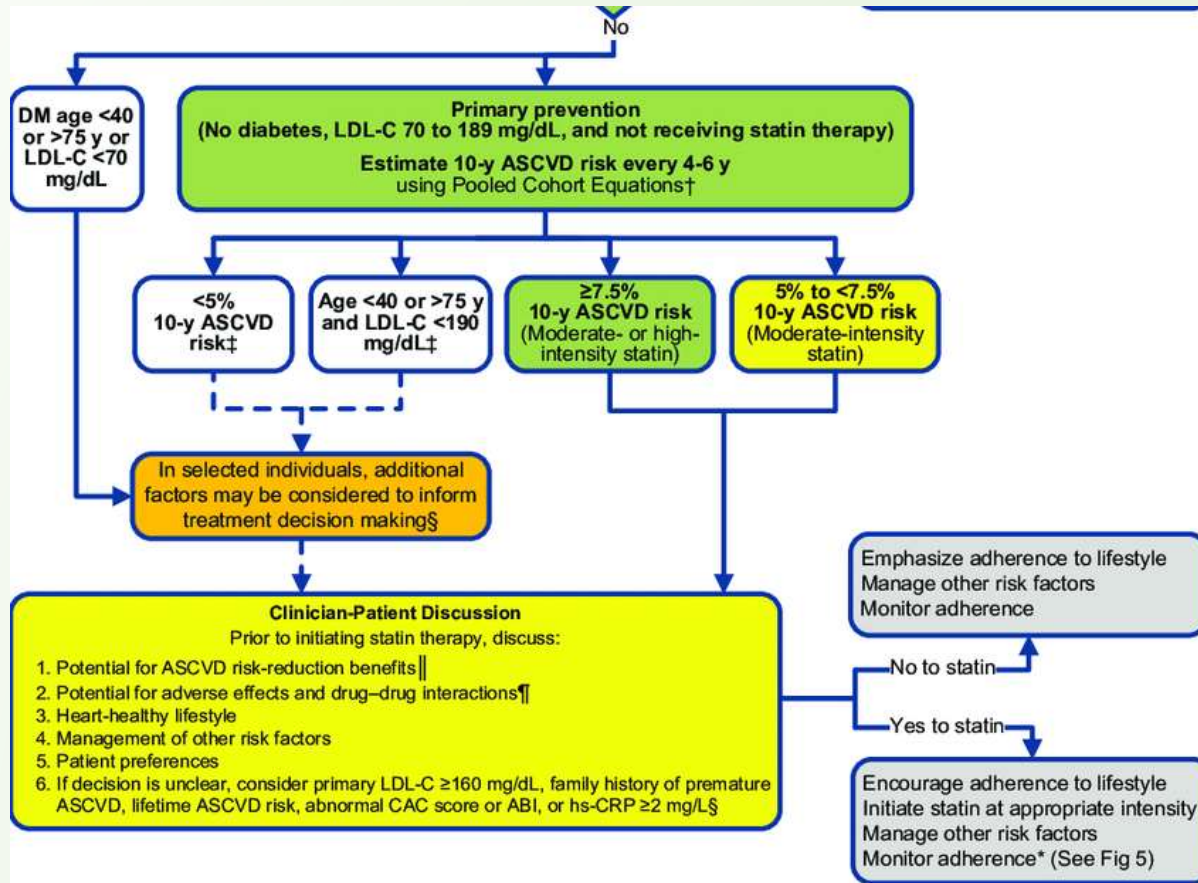 No
DM age <40
or >75 y or
LDL-C <70
mg/dL
Primary prevention
(No diabetes, LDL-C 70 to 189 mg/dL, and not receiving statin therapy)
Estimate 10-y ASCVD risk every 4-6 y
using Pooled Cohort Equations†
<5%
10-y ASCVD
risk‡
Age <40 or >75 y
and LDL-C <190
mg/dL‡
≥7.5%
10-y ASCVD risk
(Moderate- or high-
intensity statin)
5% to <7.5%
10-y ASCVD risk
(Moderate-intensity
statin)
In selected individuals, additional
factors may be considered to inform
treatment decision making§
Clinician-Patient Discussion
Prior to initiating statin therapy, discuss:
1. Potential for ASCVD risk-reduction benefits‖
2. Potential for adverse effects and drug–drug interactions¶
3. Heart-healthy lifestyle
4. Management of other risk factors
5. Patient preferences
6. If decision is unclear, consider primary LDL-C ≥160 mg/dL, family history of premature
ASCVD, lifetime ASCVD risk, abnormal CAC score or ABI, or hs-CRP ≥2 mg/L§
Emphasize adherence to lifestyle
Manage other risk factors
Monitor adherence
No to statin
Yes to statin
Encourage adherence to lifestyle
Initiate statin at appropriate intensity
Manage other risk factors
Monitor adherence* (See Fig 5)